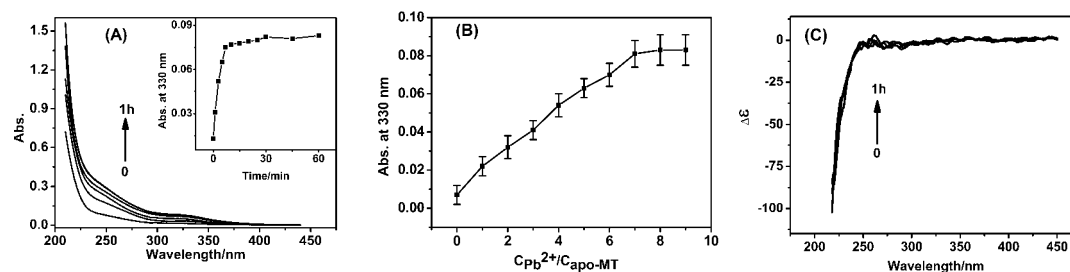 (A)
Abs.
1.5
1.2
0.9
0.6
0.3
0.0
200 250 300 350 400 450
Wavelength/nm
1h
0
Abs. at 330 nm
0.09
0.06
0.03
0 30 60
Time/min
(B)
Abs. at 330 nm
0.10
0.08
0.06
0.04
0.02
0.00
0 2 4 6 8 10
CPb2+/Capo-MT
(C)
Δε
0
-25
-50
-75
-100
200 250 300 350 400 450
Wavelength/nm
1h
0